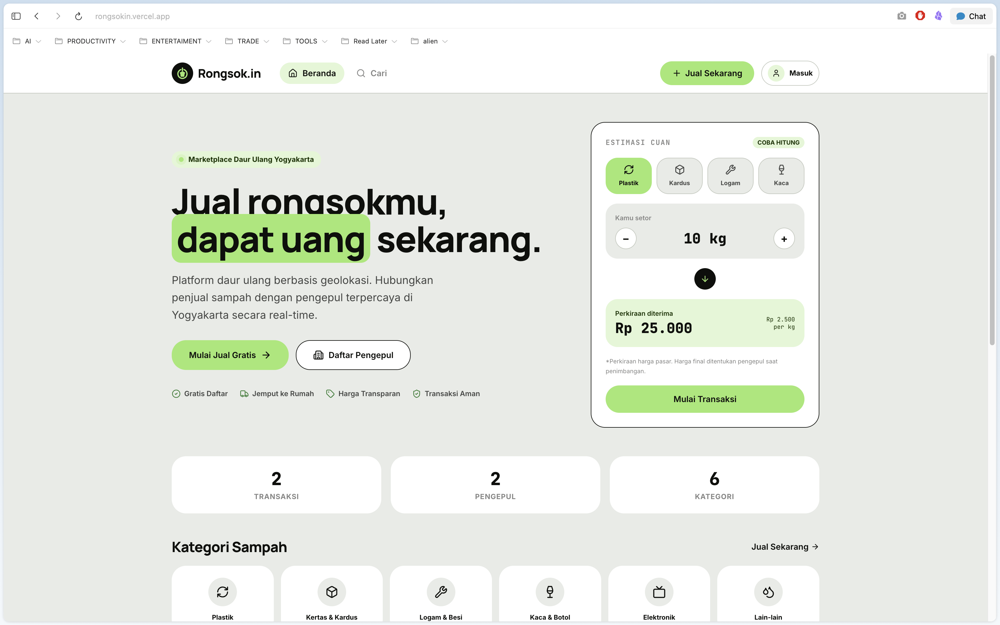 rongsokin.vercel.app
Chat
AI
PRODUCTIVITY
ENTERTAIMENT
TRADE
TOOLS
Read Later
alien
Rongsok.in
Beranda
Cari
+ Jual Sekarang
Masuk
Marketplace Daur Ulang Yogyakarta
Jual rongsokmu,
dapat uang sekarang.
Platform daur ulang berbasis geolokasi. Hubungkan
penjual sampah dengan pengepul terpercaya di
Yogyakarta secara real-time.
Mulai Jual Gratis →
Daftar Pengepul
Gratis Daftar
Jemput ke Rumah
Harga Transparan
Transaksi Aman
ESTIMASI CUAN
COBA HITUNG
Plastik
Kardus
Logam
Kaca
Kamu setor
− 10 kg +
Perkiraan diterima
Rp 25.000
Rp 2.500
per kg
*Perkiraan harga pasar. Harga final ditentukan pengepul saat
penimbangan.
Mulai Transaksi
2
TRANSAKSI
2
PENGEPUL
6
KATEGORI
Kategori Sampah
Jual Sekarang →
Plastik
Kertas & Kardus
Logam & Besi
Kaca & Botol
Elektronik
Lain-lain